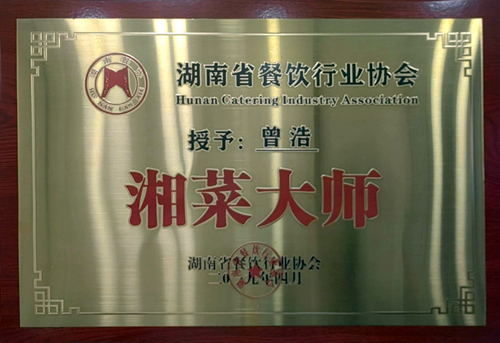 湖南省餐饮行业协会
Hunan Catering Industry Association
授予：曾浩
湘菜大师
湖南省餐饮行业协会
二〇一九年四月